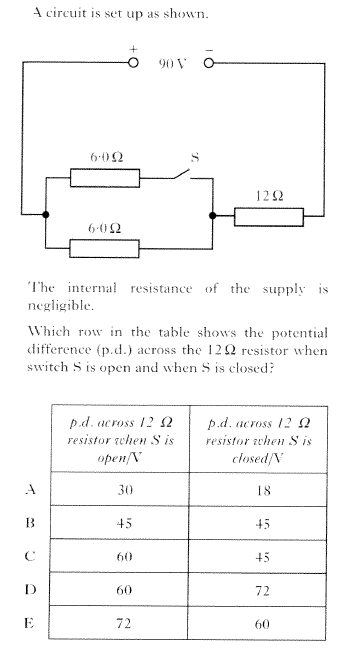 A circuit is set up as shown.
+ −
90 V
6·0 Ω S
12 Ω
6·0 Ω
The internal resistance of the supply is
negligible.
Which row in the table shows the potential
difference (p.d.) across the 12 Ω resistor when
switch S is open and when S is closed?
p.d. across 12 Ω p.d. across 12 Ω
resistor when S is resistor when S is
open/V closed/V
A 30 18
B 45 45
C 60 45
D 60 72
E 72 60